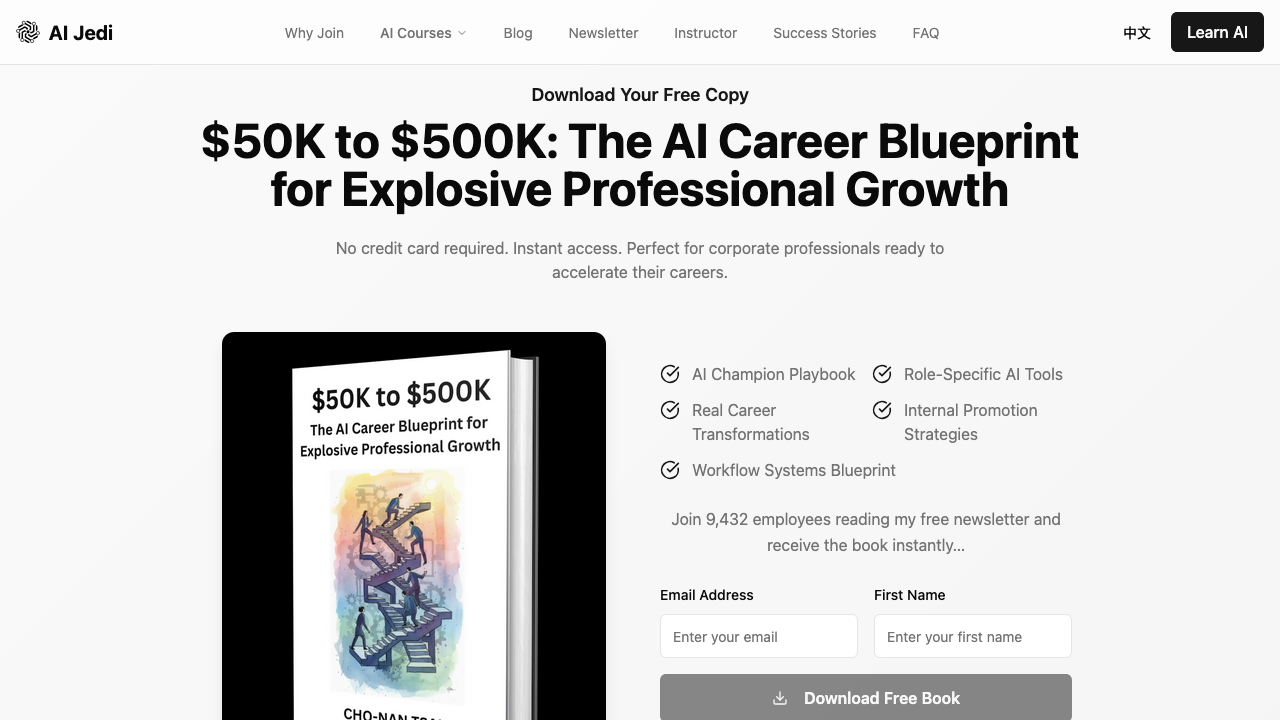 AI Jedi
Why Join
AI Courses
Blog
Newsletter
Instructor
Success Stories
FAQ
中文
Learn AI
Download Your Free Copy
$50K to $500K: The AI Career Blueprint
for Explosive Professional Growth
No credit card required. Instant access. Perfect for corporate professionals ready to
accelerate their careers.
$50K to $500K
The AI Career Blueprint for
Explosive Professional Growth
AI Champion Playbook
Role-Specific AI Tools
Real Career
Transformations
Internal Promotion
Strategies
Workflow Systems Blueprint
Join 9,432 employees reading my free newsletter and
receive the book instantly...
Email Address
First Name
Enter your email
Enter your first name
Download Free Book
CHO-NAN